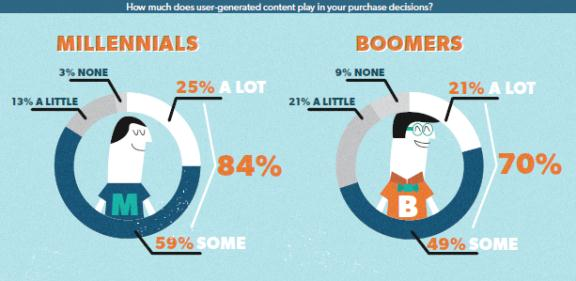 How much does user-generated content play in your purchase decisions?
MILLENNIALS
3% NONE
25% A LOT
13% A LITTLE
84%
M
59% SOME
BOOMERS
9% NONE
21% A LOT
21% A LITTLE
70%
B
49% SOME